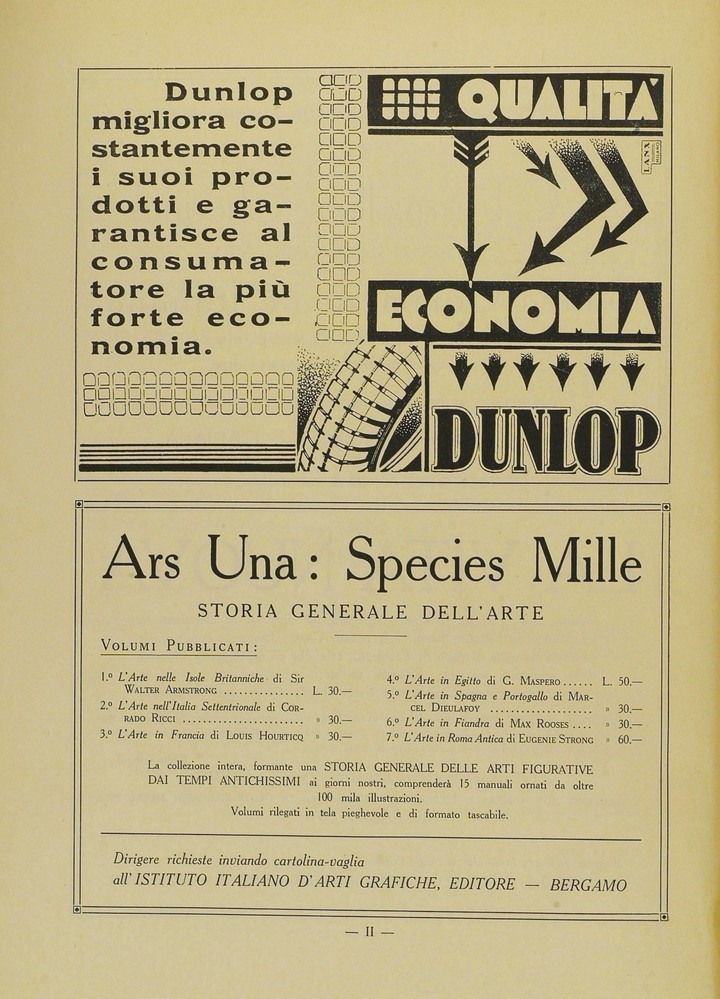 Dunlop
migliora co-
stantemente
i suoi pro-
dotti e ga-
rantisce al
consuma-
tore la più
forte eco-
nomia.
QUALITÀ
LANX
MILANO
ECONOMIA
DUNLOP
Ars Una: Species Mille
STORIA GENERALE DELL'ARTE
VOLUMI PUBBLICATI:
1.º L'Arte nelle Isole Britanniche di Sir
WALTER ARMSTRONG ................ L. 30.—
2.º L'Arte nell'Italia Settentrionale di COR-
RADO RICCI ........................ » 30.—
3.º L'Arte in Francia di LOUIS HOURTICQ » 30.—
4.º L'Arte in Egitto di G. MASPERO ...... L. 50.—
5.º L'Arte in Spagna e Portogallo di MAR-
CEL DIEULAFOY .................... » 30.—
6.º L'Arte in Fiandra di MAX ROOSES .... » 30.—
7.º L'Arte in Roma Antica di EUGENIE STRONG » 60.—
La collezione intera, formante una STORIA GENERALE DELLE ARTI FIGURATIVE
DAI TEMPI ANTICHISSIMI ai giorni nostri, comprenderà 15 manuali ornati da oltre
100 mila illustrazioni.
Volumi rilegati in tela pieghevole e di formato tascabile.
Dirigere richieste inviando cartolina-vaglia
all'ISTITUTO ITALIANO D'ARTI GRAFICHE, EDITORE — BERGAMO
— II —